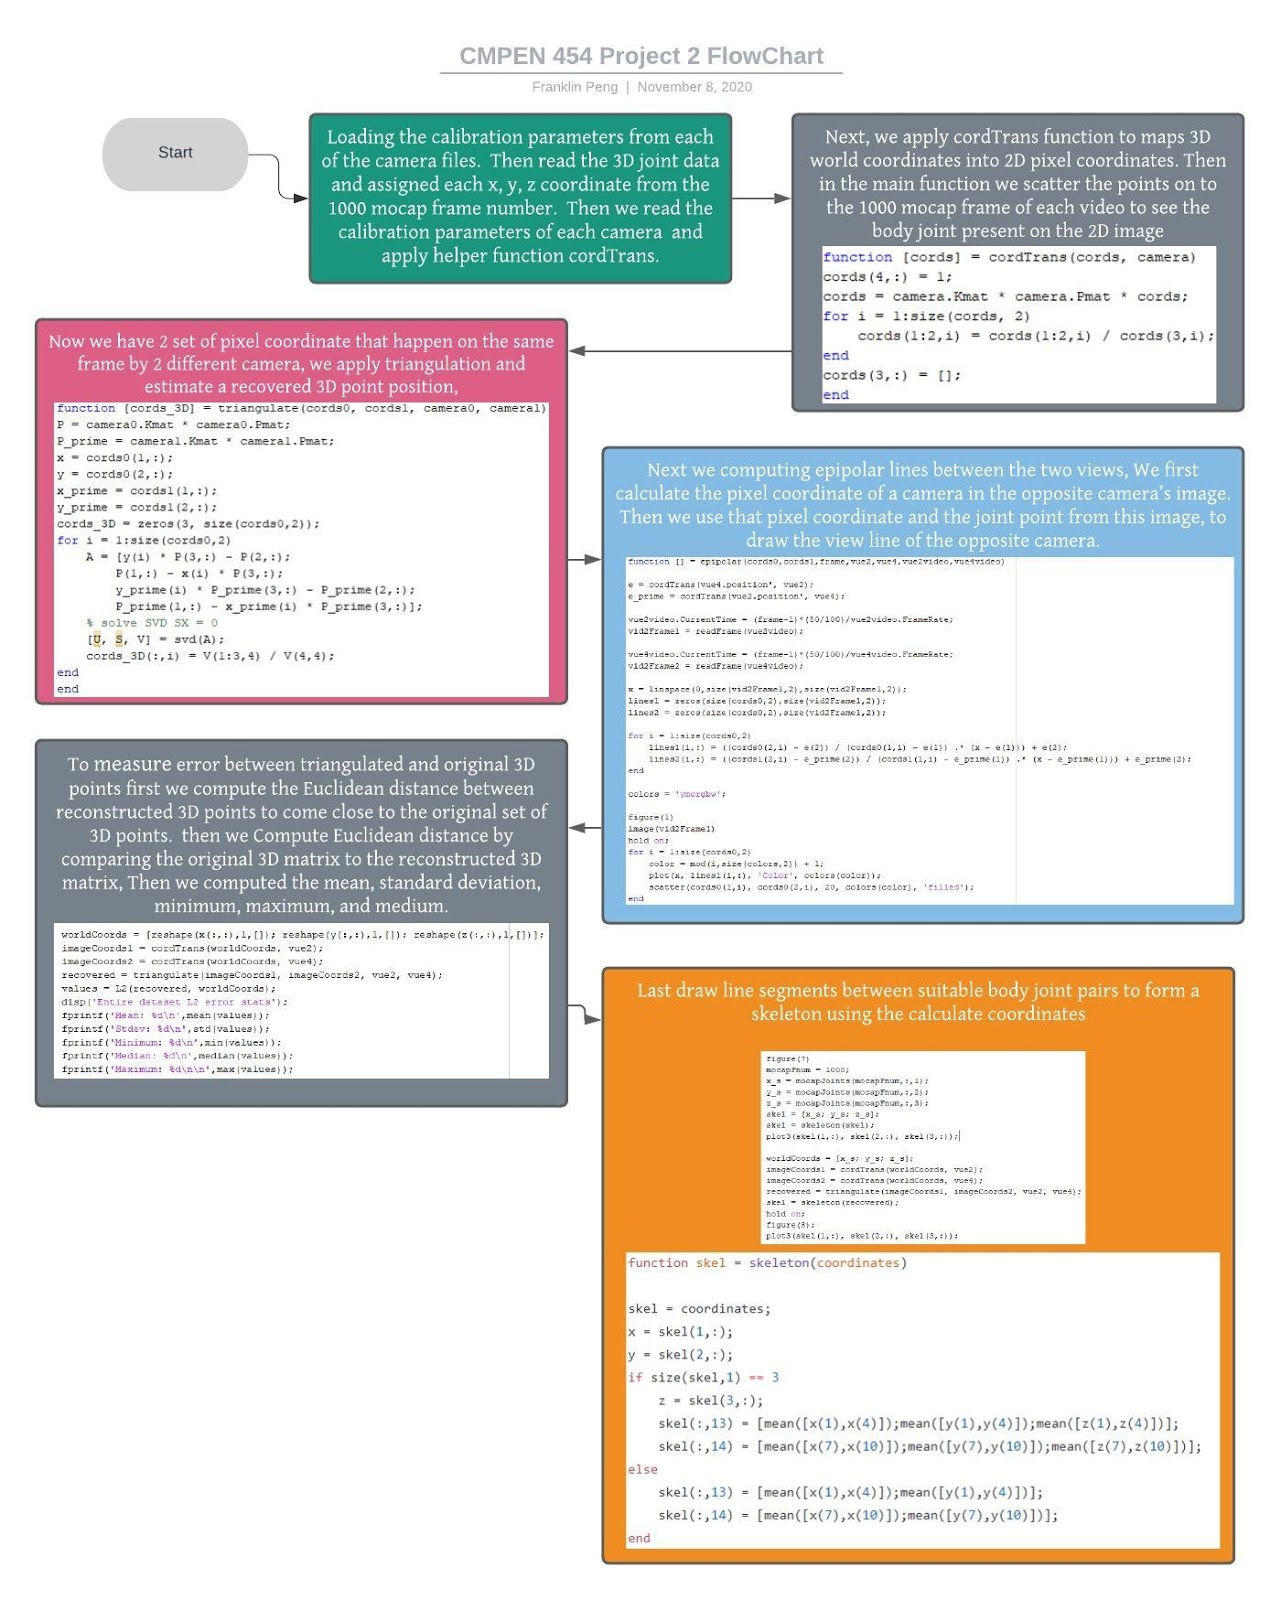 CMPEN 454 Project 2 FlowChart
Franklin Peng | November 8, 2020
Start
Loading the calibration parameters from each
of the camera files. Then read the 3D joint data
and assigned each x, y, z coordinate from the
1000 mocap frame number. Then we read the
calibration parameters of each camera and
apply helper function cordTrans.
Next, we apply cordTrans function to maps 3D
world coordinates into 2D pixel coordinates. Then
in the main function we scatter the points on to
the 1000 mocap frame of each video to see the
body joint present on the 2D image
function [cords] = cordTrans(cords, camera)
cords(4,:) = 1;
cords = camera.Kmat * camera.Pmat * cords;
for i = 1:size(cords, 2)
cords(1:2,i) = cords(1:2,i) / cords(3,i);
end
cords(3,:) = [];
end
Now we have 2 set of pixel coordinate that happen on the same
frame by 2 different camera, we apply triangulation and
estimate a recovered 3D point position,
function [cords_3D] = triangulate(cords0, cords1, camera0, camera1)
P = camera0.Kmat * camera0.Pmat;
P_prime = camera1.Kmat * camera1.Pmat;
x = cords0(1,:);
y = cords0(2,:);
x_prime = cords1(1,:);
y_prime = cords1(2,:);
cords_3D = zeros(3, size(cords0,2));
for i = 1:size(cords0,2)
A = [y(i) * P(3,:) - P(2,:);
P(1,:) - x(i) * P(3,:);
y_prime(i) * P_prime(3,:) - P_prime(2,:);
P_prime(1,:) - x_prime(i) * P_prime(3,:)];
% solve SVD SX = 0
[U, S, V] = svd(A);
cords_3D(:,i) = V(1:3,4) / V(4,4);
end
end
Next we computing epipolar lines between the two views, We first
calculate the pixel coordinate of a camera in the opposite camera's image.
Then we use that pixel coordinate and the joint point from this image, to
draw the view line of the opposite camera.
function [] = epipolar(cords0,cords1,frame,vue2,vue4,vue2video,vue4video)
e = cordTrans(vue4.position', vue2);
e_prime = cordTrans(vue2.position', vue4);
vue2video.CurrentTime = (frame-1)*(50/100)/vue2video.FrameRate;
vid2Frame1 = readFrame(vue2video);
vue4video.CurrentTime = (frame-1)*(50/100)/vue4video.FrameRate;
vid2Frame2 = readFrame(vue4video);
x = linspace(0,size(vid2Frame1,2),size(vid2Frame1,2));
lines1 = zeros(size(cords0,2),size(vid2Frame1,2));
lines2 = zeros(size(cords0,2),size(vid2Frame1,2));
for i = 1:size(cords0,2)
lines1(i,:) = ((cords0(2,i) - e(2)) / (cords0(1,i) - e(1)) .* (x - e(1))) + e(2);
lines2(i,:) = ((cords1(2,i) - e_prime(2)) / (cords1(1,i) - e_prime(1)) .* (x - e_prime(1))) + e_prime(2);
end
colors = 'ymcrgbw';
figure(1)
image(vid2Frame1)
hold on;
for i = 1:size(cords0,2)
color = mod(i,size(colors,2)) + 1;
plot(x, lines1(i,:), 'Color', colors(color));
scatter(cords0(1,i), cords0(2,i), 20, colors(color), 'filled');
end
To measure error between triangulated and original 3D
points first we compute the Euclidean distance between
reconstructed 3D points to come close to the original set of
3D points. then we Compute Euclidean distance by
comparing the original 3D matrix to the reconstructed 3D
matrix, Then we computed the mean, standard deviation,
minimum, maximum, and medium.
worldCoords = [reshape(x(:,:),1,[]); reshape(y(:,:),1,[]); reshape(z(:,:),1,[])];
imageCoords1 = cordTrans(worldCoords, vue2);
imageCoords2 = cordTrans(worldCoords, vue4);
recovered = triangulate(imageCoords1, imageCoords2, vue2, vue4);
values = L2(recovered, worldCoords);
disp('Entire dataset L2 error stats');
fprintf('Mean: %d\n',mean(values));
fprintf('Stdev: %d\n',std(values));
fprintf('Minimum: %d\n',min(values));
fprintf('Median: %d\n',median(values));
fprintf('Maximum: %d\n\n',max(values));
Last draw line segments between suitable body joint pairs to form a
skeleton using the calculate coordinates
figure(7)
mocapFnum = 1000;
x_s = mocapJoints(mocapFnum,:,1);
y_s = mocapJoints(mocapFnum,:,2);
z_s = mocapJoints(mocapFnum,:,3);
skel = [x_s; y_s; z_s];
skel = skeleton(skel);
plot3(skel(1,:), skel(2,:), skel(3,:));
worldCoords = [x_s; y_s; z_s];
imageCoords1 = cordTrans(worldCoords, vue2);
imageCoords2 = cordTrans(worldCoords, vue4);
recovered = triangulate(imageCoords1, imageCoords2, vue2, vue4);
skel = skeleton(recovered);
hold on;
figure(8);
plot3(skel(1,:), skel(2,:), skel(3,:));
function skel = skeleton(coordinates)
skel = coordinates;
x = skel(1,:);
y = skel(2,:);
if size(skel,1) == 3
z = skel(3,:);
skel(:,13) = [mean([x(1),x(4)]);mean([y(1),y(4)]);mean([z(1),z(4)])];
skel(:,14) = [mean([x(7),x(10)]);mean([y(7),y(10)]);mean([z(7),z(10)])];
else
skel(:,13) = [mean([x(1),x(4)]);mean([y(1),y(4)])];
skel(:,14) = [mean([x(7),x(10)]);mean([y(7),y(10)])];
end